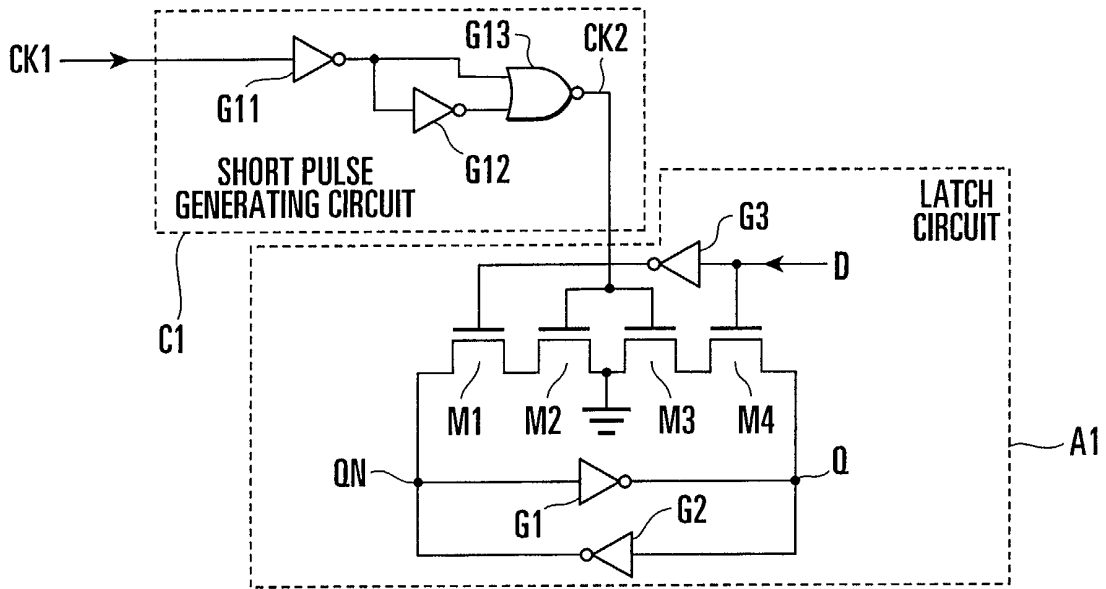 CK1
G11
G12
G13
CK2
SHORT PULSE
GENERATING CIRCUIT
C1
LATCH
CIRCUIT
G3
D
M1
M2
M3
M4
A1
QN
Q
G1
G2